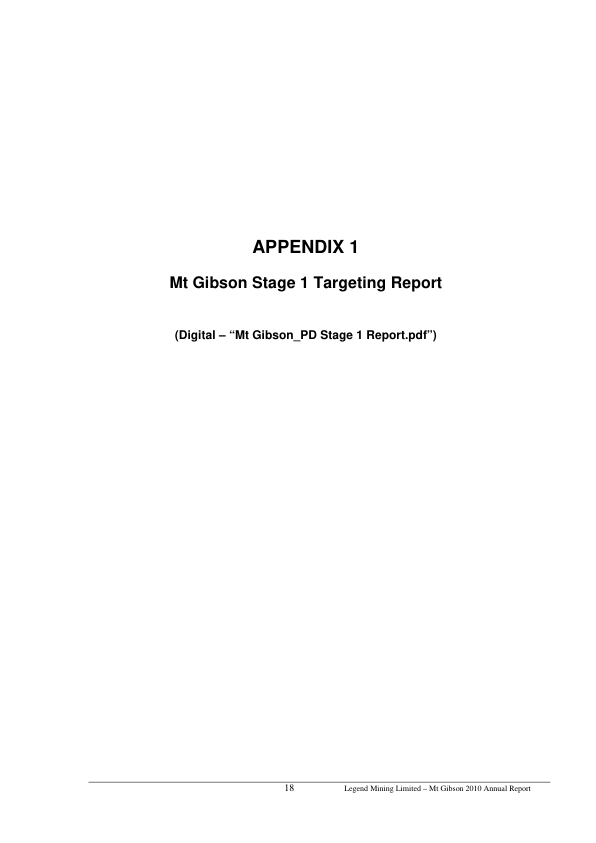 APPENDIX 1
Mt Gibson Stage 1 Targeting Report
(Digital – “Mt Gibson_PD Stage 1 Report.pdf”)
18 Legend Mining Limited – Mt Gibson 2010 Annual Report